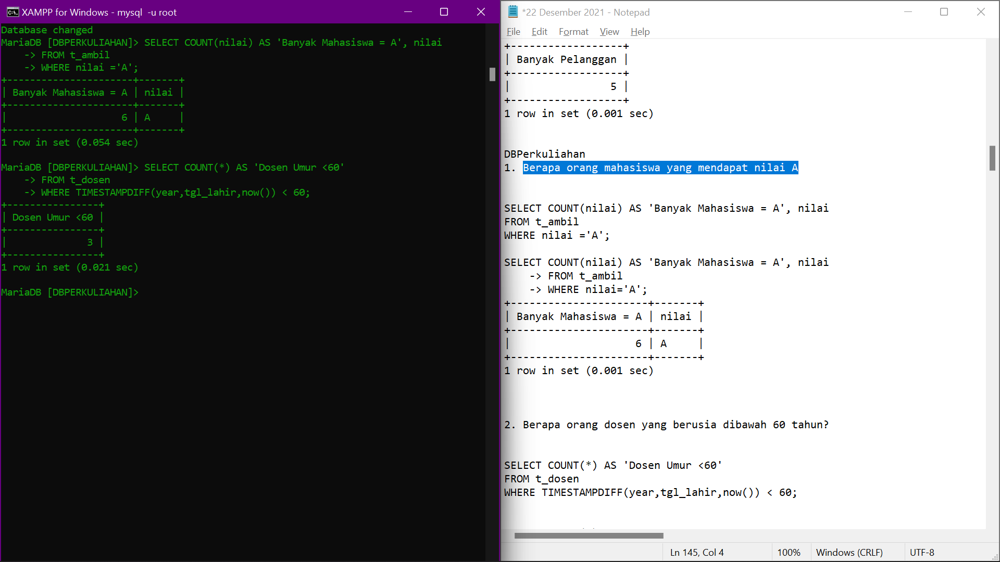 XAMPP for Windows - mysql  -u root
Database changed
MariaDB [DBPERKULIAHAN]> SELECT COUNT(nilai) AS 'Banyak Mahasiswa = A', nilai
    -> FROM t_ambil
    -> WHERE nilai ='A';
+----------------------+-------+
| Banyak Mahasiswa = A | nilai |
+----------------------+-------+
|                    6 | A     |
+----------------------+-------+
1 row in set (0.054 sec)

MariaDB [DBPERKULIAHAN]> SELECT COUNT(*) AS 'Dosen Umur <60'
    -> FROM t_dosen
    -> WHERE TIMESTAMPDIFF(year,tgl_lahir,now()) < 60;
+----------------+
| Dosen Umur <60 |
+----------------+
|              3 |
+----------------+
1 row in set (0.021 sec)

MariaDB [DBPERKULIAHAN]>
*22 Desember 2021 - Notepad
File Edit Format View Help
+------------------+
| Banyak Pelanggan |
+------------------+
|                5 |
+------------------+
1 row in set (0.001 sec)

DBPerkuliahan
1. Berapa orang mahasiswa yang mendapat nilai A

SELECT COUNT(nilai) AS 'Banyak Mahasiswa = A', nilai
FROM t_ambil
WHERE nilai ='A';

SELECT COUNT(nilai) AS 'Banyak Mahasiswa = A', nilai
    -> FROM t_ambil
    -> WHERE nilai='A';
+----------------------+-------+
| Banyak Mahasiswa = A | nilai |
+----------------------+-------+
|                    6 | A     |
+----------------------+-------+
1 row in set (0.001 sec)

2. Berapa orang dosen yang berusia dibawah 60 tahun?

SELECT COUNT(*) AS 'Dosen Umur <60'
FROM t_dosen
WHERE TIMESTAMPDIFF(year,tgl_lahir,now()) < 60;
Ln 145, Col 4
100%
Windows (CRLF)
UTF-8